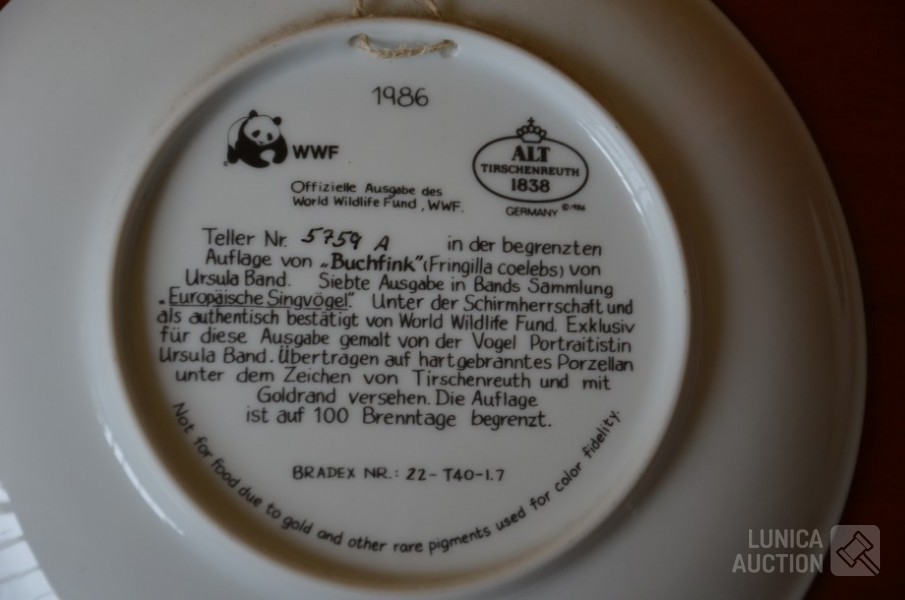 1986
WWF
ALT
TIRSCHENREUTH
1838
GERMANY
Offizielle Ausgabe des
World Wildlife Fund, WWF.
Teller Nr. 5759 A in der begrenzten
Auflage von „Buchfink" (Fringilla coelebs) von
Ursula Band. Siebte Ausgabe in Bands Sammlung
„Europäische Singvögel". Unter der Schirmherrschaft und
als authentisch bestätigt von World Wildlife Fund. Exklusiv
für diese Ausgabe gemalt von der Vogel Portraitistin
Ursula Band. Übertragen auf hartgebranntes Porzellan
unter dem Zeichen von Tirschenreuth und mit
Goldrand versehen. Die Auflage
ist auf 100 Brenntage begrenzt.
BRADEX NR.: 22-T40-1.7
Not for food due to gold and other rare pigments used for color fidelity.
LUNICA
AUCTION